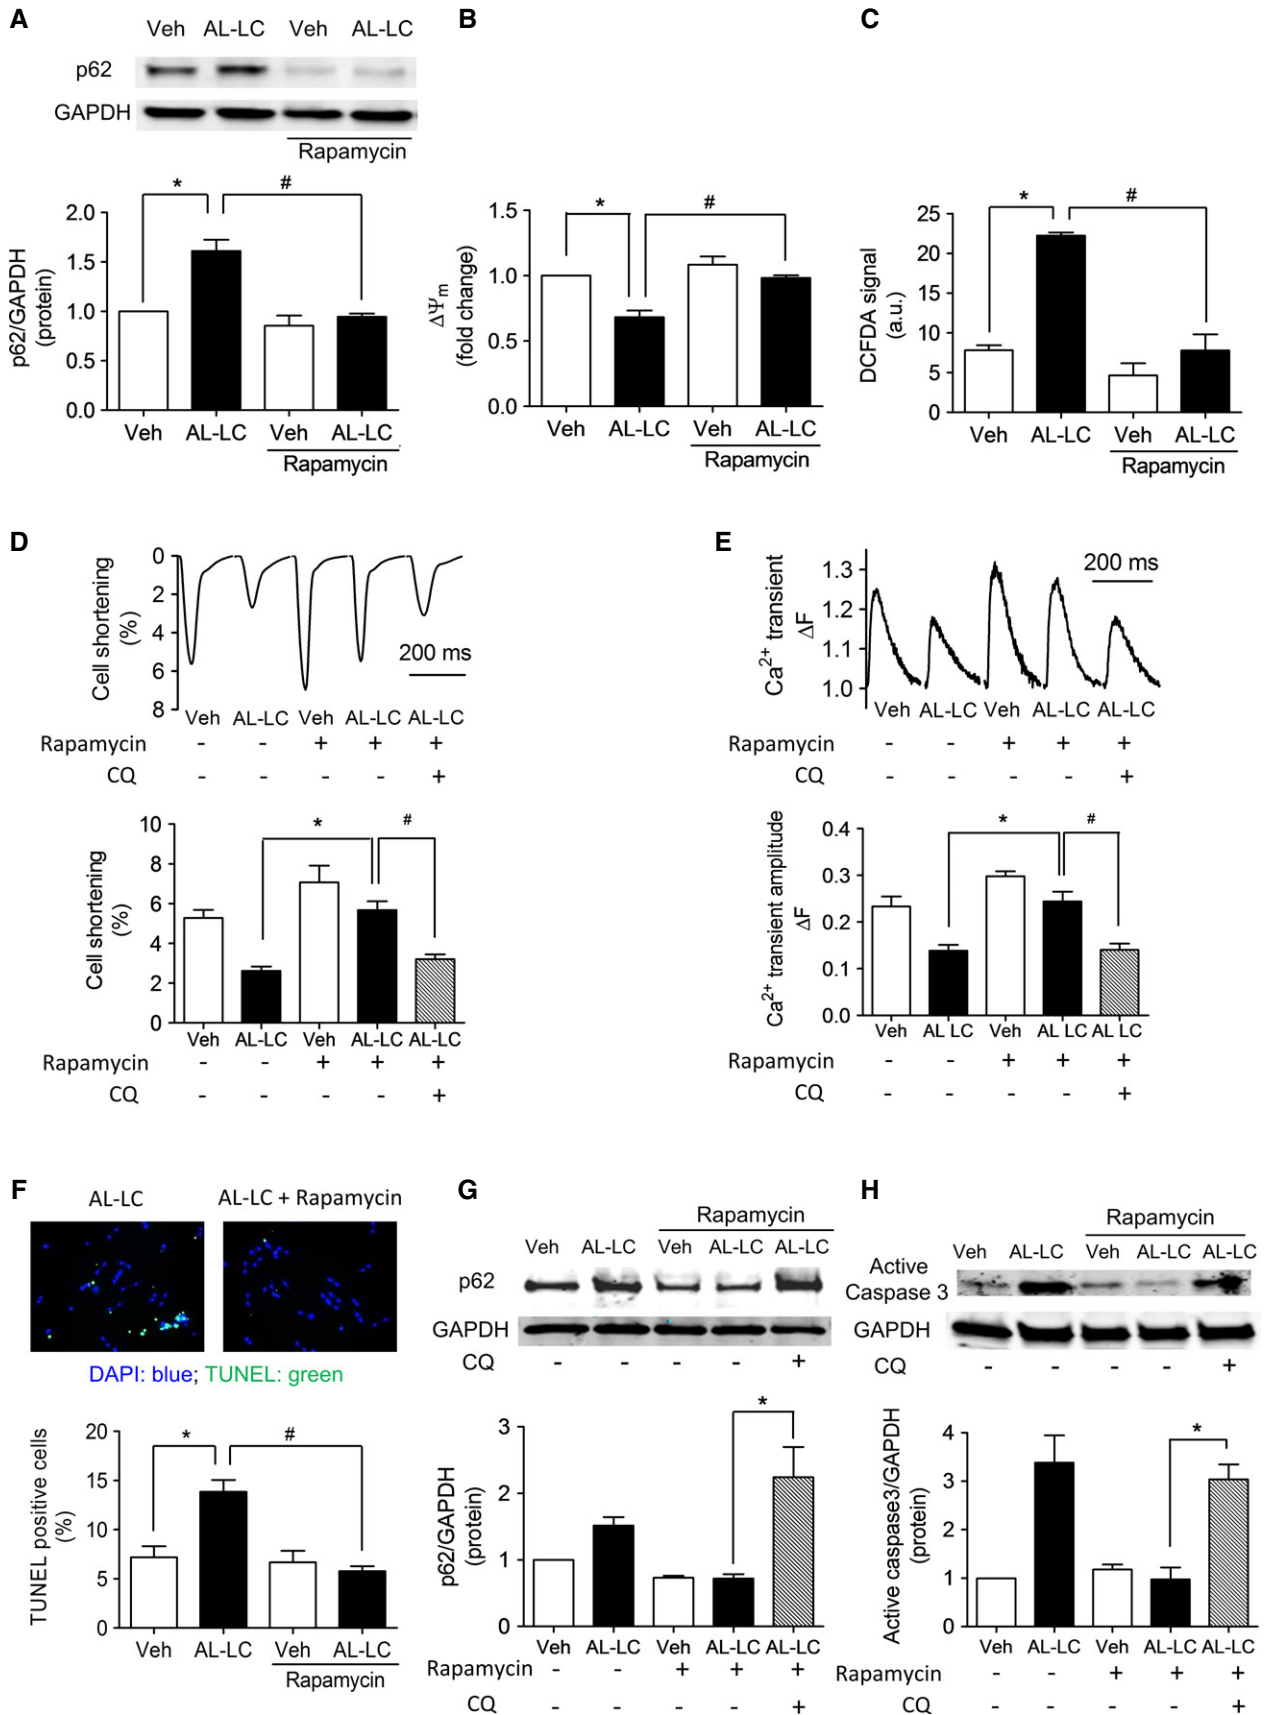 A
Veh AL-LC Veh AL-LC
p62
GAPDH
Rapamycin
* #
p62/GAPDH
(protein)
2.0
1.5
1.0
0.5
0.0
Veh AL-LC Veh AL-LC
Rapamycin
B
* #
ΔΨm
(fold change)
1.5
1.0
0.5
0.0
Veh AL-LC Veh AL-LC
Rapamycin
C
* #
DCFDA signal
(a.u.)
25
20
15
10
5
0
Veh AL-LC Veh AL-LC
Rapamycin
D
Cell shortening
(%)
0
2
4
6
8
200 ms
Veh AL-LC Veh AL-LC AL-LC
Rapamycin - - + + +
CQ - - - - +
* #
Cell shortening
(%)
10
8
6
4
2
0
Veh AL-LC Veh AL-LC AL-LC
Rapamycin - - + + +
CQ - - - - +
E
Ca2+ transient
ΔF
1.3
1.2
1.1
1.0
200 ms
Veh AL-LC Veh AL-LC AL-LC
Rapamycin - - + + +
CQ - - - - +
* #
Ca2+ transient amplitude
ΔF
0.4
0.3
0.2
0.1
0.0
Veh AL LC Veh AL LC AL LC
Rapamycin - - + + +
CQ - - - - +
F
AL-LC AL-LC + Rapamycin
DAPI: blue; TUNEL: green
* #
TUNEL positive cells
(%)
20
15
10
5
0
Veh AL-LC Veh AL-LC
Rapamycin
G
Rapamycin
Veh AL-LC Veh AL-LC AL-LC
p62
GAPDH
CQ - - - - +
*
p62/GAPDH
(protein)
3
2
1
0
Veh AL-LC Veh AL-LC AL-LC
Rapamycin - - + + +
CQ - - - - +
H
Rapamycin
Veh AL-LC Veh AL-LC AL-LC
Active
Caspase 3
GAPDH
CQ - - - - +
*
Active caspase3/GAPDH
(protein)
4
3
2
1
0
Veh AL-LC Veh AL-LC AL-LC
Rapamycin - - + + +
CQ - - - - +